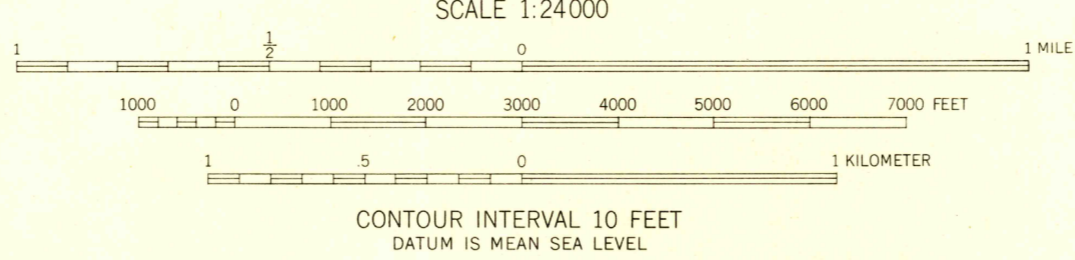 SCALE 1:24000
1 1/2 0 1 MILE
1000 0 1000 2000 3000 4000 5000 6000 7000 FEET
1 .5 0 1 KILOMETER
CONTOUR INTERVAL 10 FEET
DATUM IS MEAN SEA LEVEL